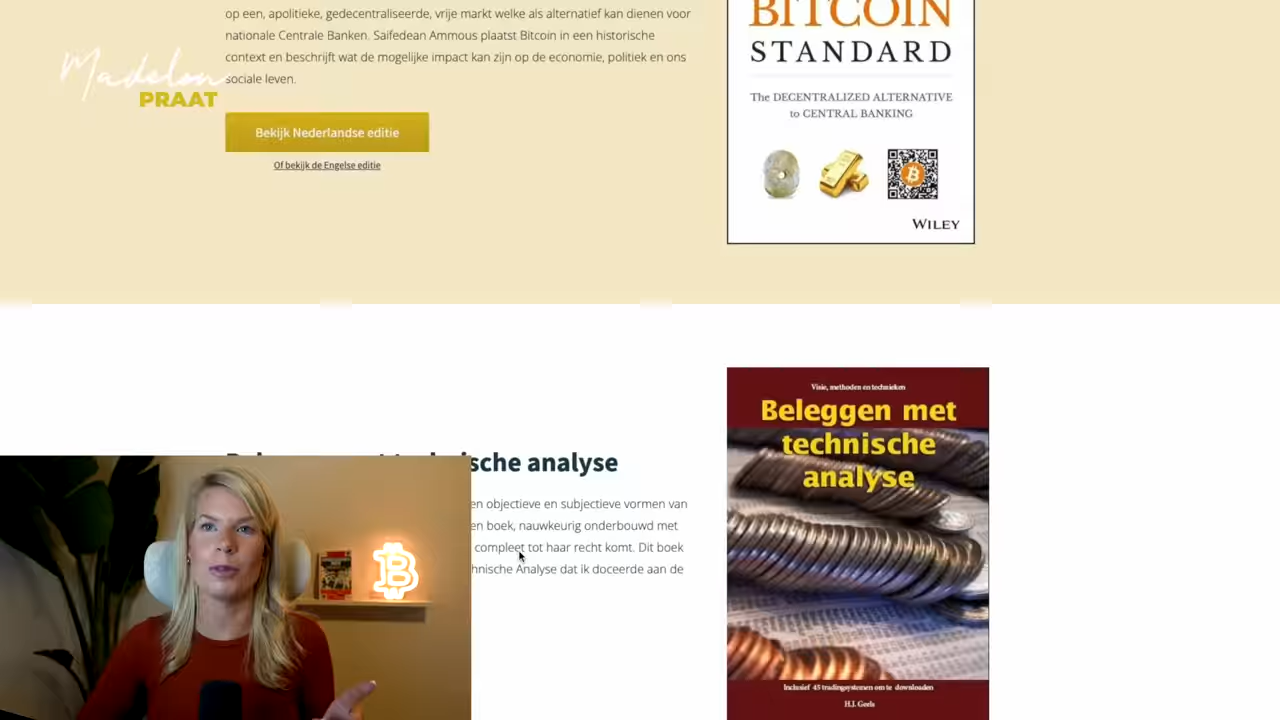 op een, apolitieke, gedecentraliseerde, vrije markt welke als alternatief kan dienen voor
nationale Centrale Banken. Saifedean Ammous plaatst Bitcoin in een historische
context en beschrijft wat de mogelijke impact kan zijn op de economie, politiek en ons
sociale leven.
Madelon
PRAAT
Bekijk Nederlandse editie
Of bekijk de Engelse editie
BITCOIN
STANDARD
The DECENTRALIZED ALTERNATIVE
to CENTRAL BANKING
WILEY
sche analyse
en objectieve en subjectieve vormen van
en boek, nauwkeurig onderbouwd met
compleet tot haar recht komt. Dit boek
hnische Analyse dat ik doceerde aan de
Visie, methoden en technieken
Beleggen met
technische
analyse
Inclusief 45 tradingsystemen om te downloaden
H.J. Geels